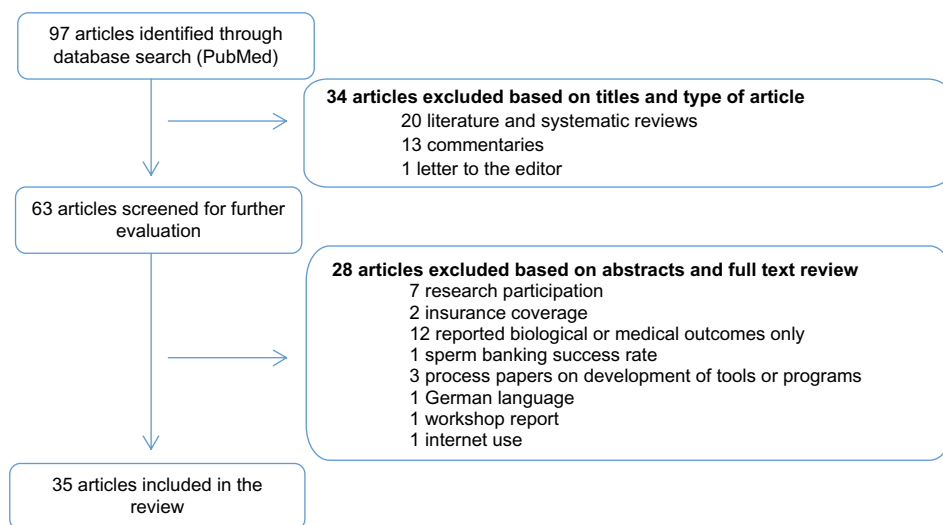 97 articles identified through
database search (PubMed)
34 articles excluded based on titles and type of article
20 literature and systematic reviews
13 commentaries
1 letter to the editor
63 articles screened for further
evaluation
28 articles excluded based on abstracts and full text review
7 research participation
2 insurance coverage
12 reported biological or medical outcomes only
1 sperm banking success rate
3 process papers on development of tools or programs
1 German language
1 workshop report
1 internet use
35 articles included in the
review